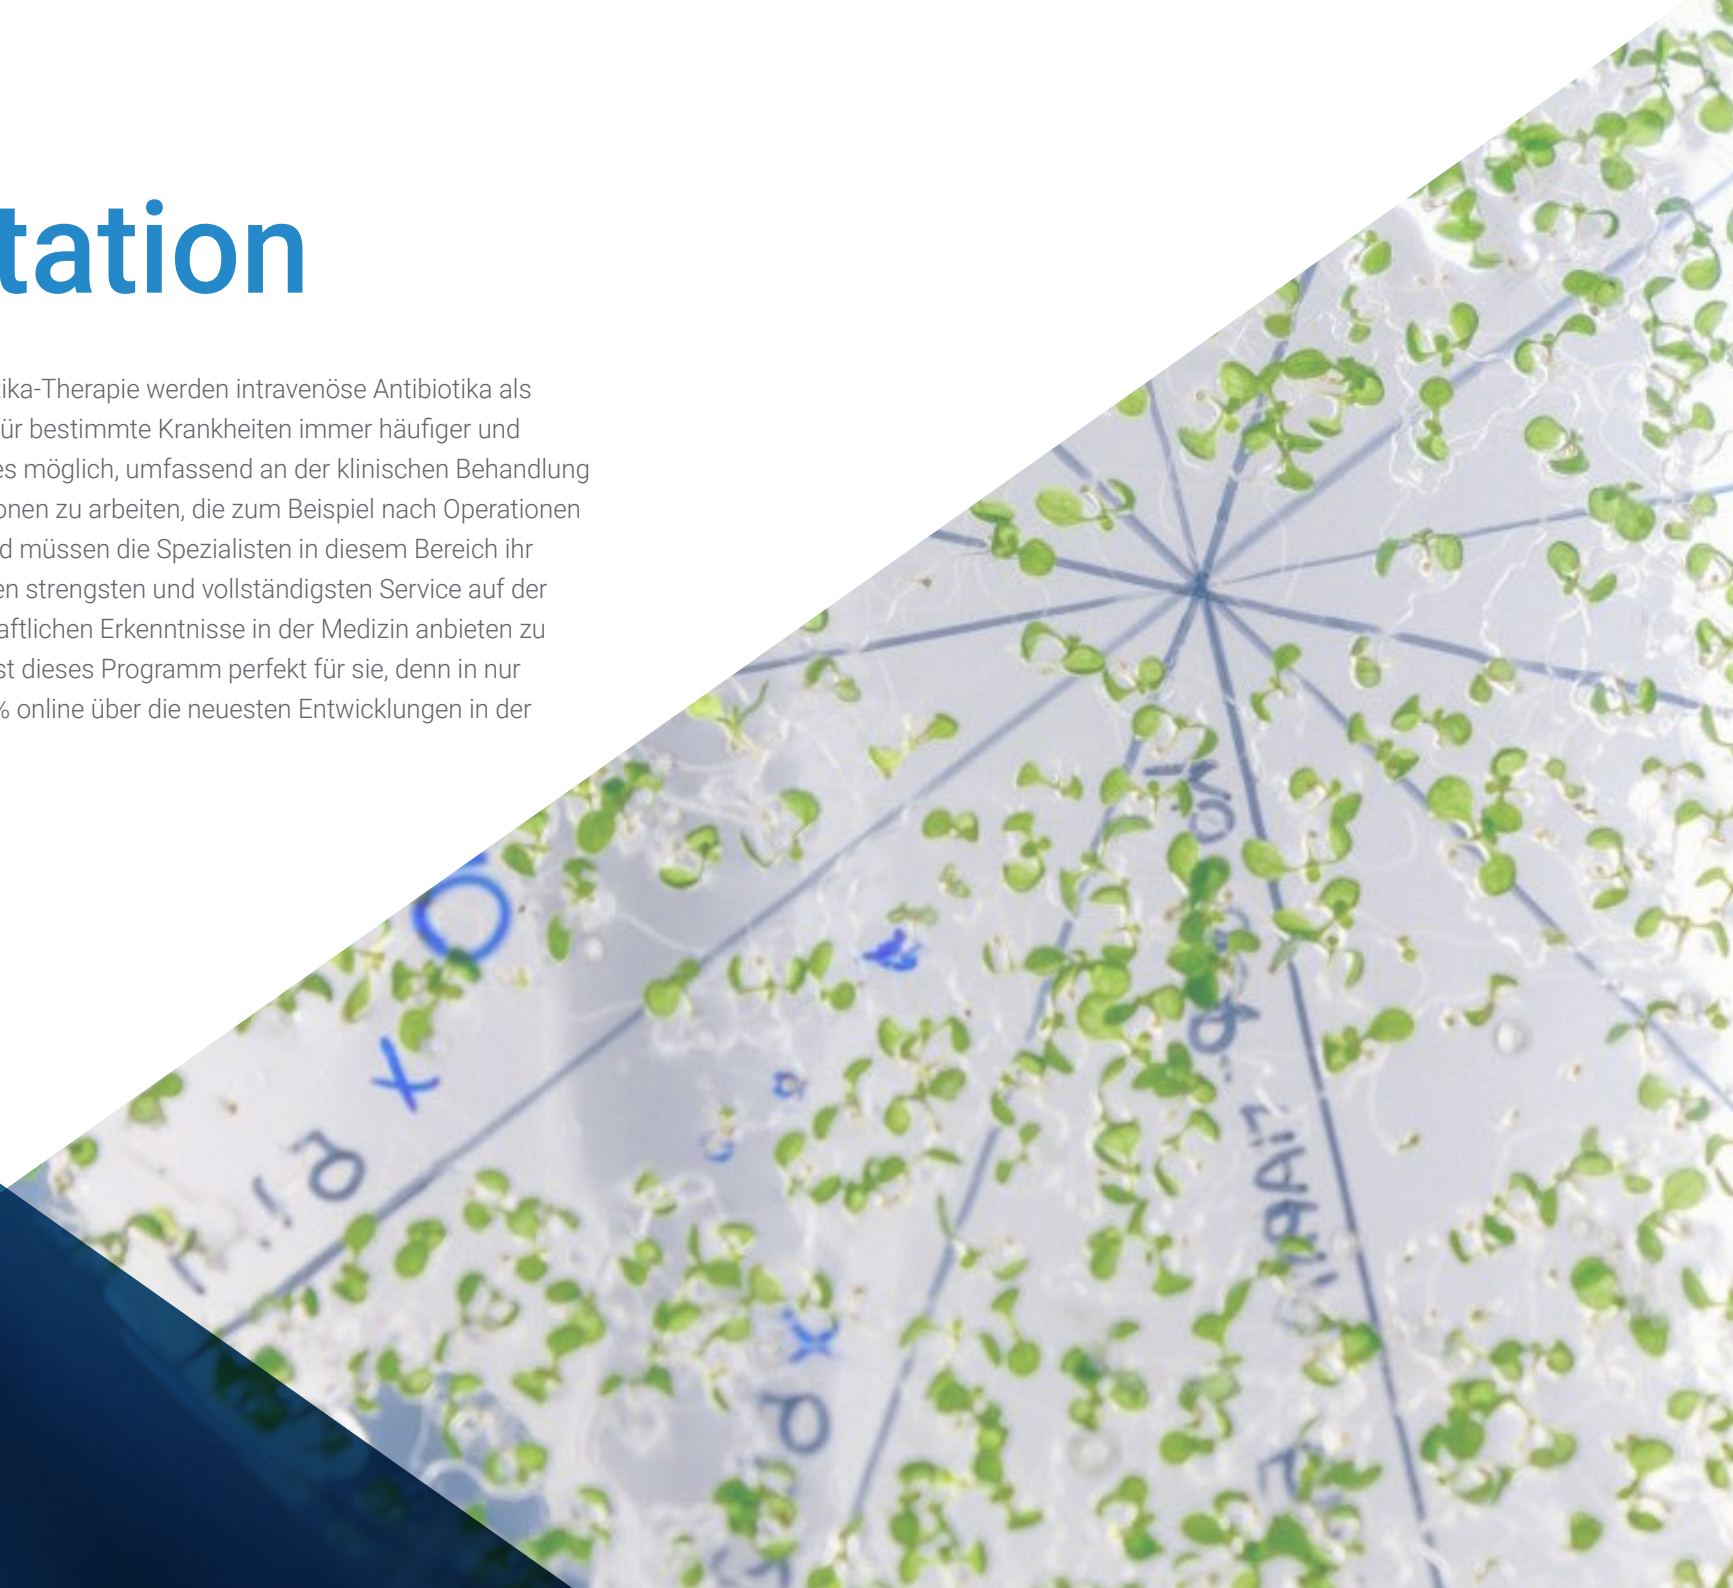 tation
ika-Therapie werden intravenöse Antibiotika als
ür bestimmte Krankheiten immer häufiger und
es möglich, umfassend an der klinischen Behandlung
onen zu arbeiten, die zum Beispiel nach Operationen
d müssen die Spezialisten in diesem Bereich ihr
en strengsten und vollständigsten Service auf der
aftlichen Erkenntnisse in der Medizin anbieten zu
st dieses Programm perfekt für sie, denn in nur
% online über die neuesten Entwicklungen in der